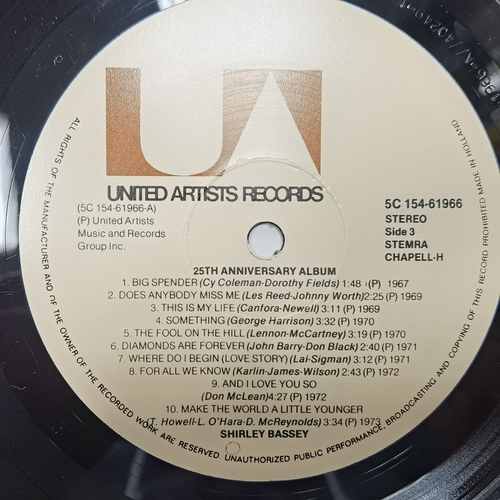 UA
UNITED ARTISTS RECORDS
(5C 154-61966-A)
(P) United Artists
Music and Records
Group Inc.
5C 154-61966
STEREO
Side 3
STEMRA
CHAPELL-H
25TH ANNIVERSARY ALBUM
1. BIG SPENDER (Cy Coleman-Dorothy Fields) 1:48 (P) 1967
2. DOES ANYBODY MISS ME (Les Reed-Johnny Worth)2:25 (P) 1969
3. THIS IS MY LIFE (Canfora-Newell) 3:11 (P) 1969
4. SOMETHING (George Harrison) 3:32 (P) 1970
5. THE FOOL ON THE HILL (Lennon-McCartney) 3:19 (P) 1970
6. DIAMONDS ARE FOREVER (John Barry-Don Black) 2:40 (P) 1971
7. WHERE DO I BEGIN (LOVE STORY) (Lai-Sigman) 3:12 (P) 1971
8. FOR ALL WE KNOW (Karlin-James-Wilson) 2:43 (P) 1972
9. AND I LOVE YOU SO
(Don McLean)4:27 (P) 1972
10. MAKE THE WORLD A LITTLE YOUNGER
(T. Howell-L. O'Hara-D. McReynolds) 3:34 (P) 1973
SHIRLEY BASSEY
ALL RIGHTS OF THE MANUFACTURER AND OF THE OWNER OF THE RECORDED WORK ARE RESERVED. UNAUTHORIZED PUBLIC PERFORMANCE, BROADCASTING AND COPYING OF THIS RECORD PROHIBITED MADE IN HOLLAND